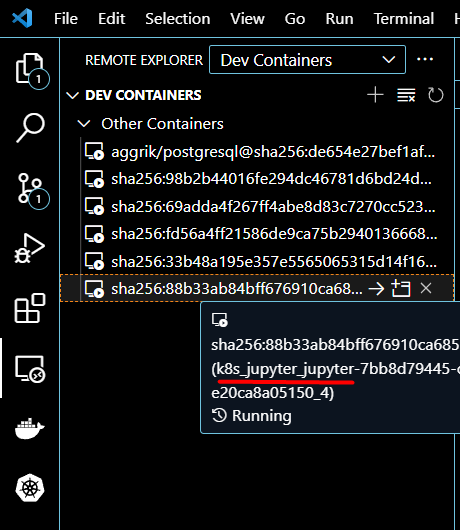 File Edit Selection View Go Run Terminal
REMOTE EXPLORER Dev Containers
DEV CONTAINERS
Other Containers
aggrik/postgresql@sha256:de654e27bef1af...
sha256:98b2b44016fe294dc46781d6bd24d...
sha256:69adda4f267ff4abe8d83c7270cc523...
sha256:fd56a4ff21586de9ca75b2940136668...
sha256:33b48a195e357e5565065315d14f16...
sha256:88b33ab84bff676910ca68...
sha256:88b33ab84bff676910ca685
(k8s_jupyter_jupyter-7bb8d79445-c
e20ca8a05150_4)
Running
1
1